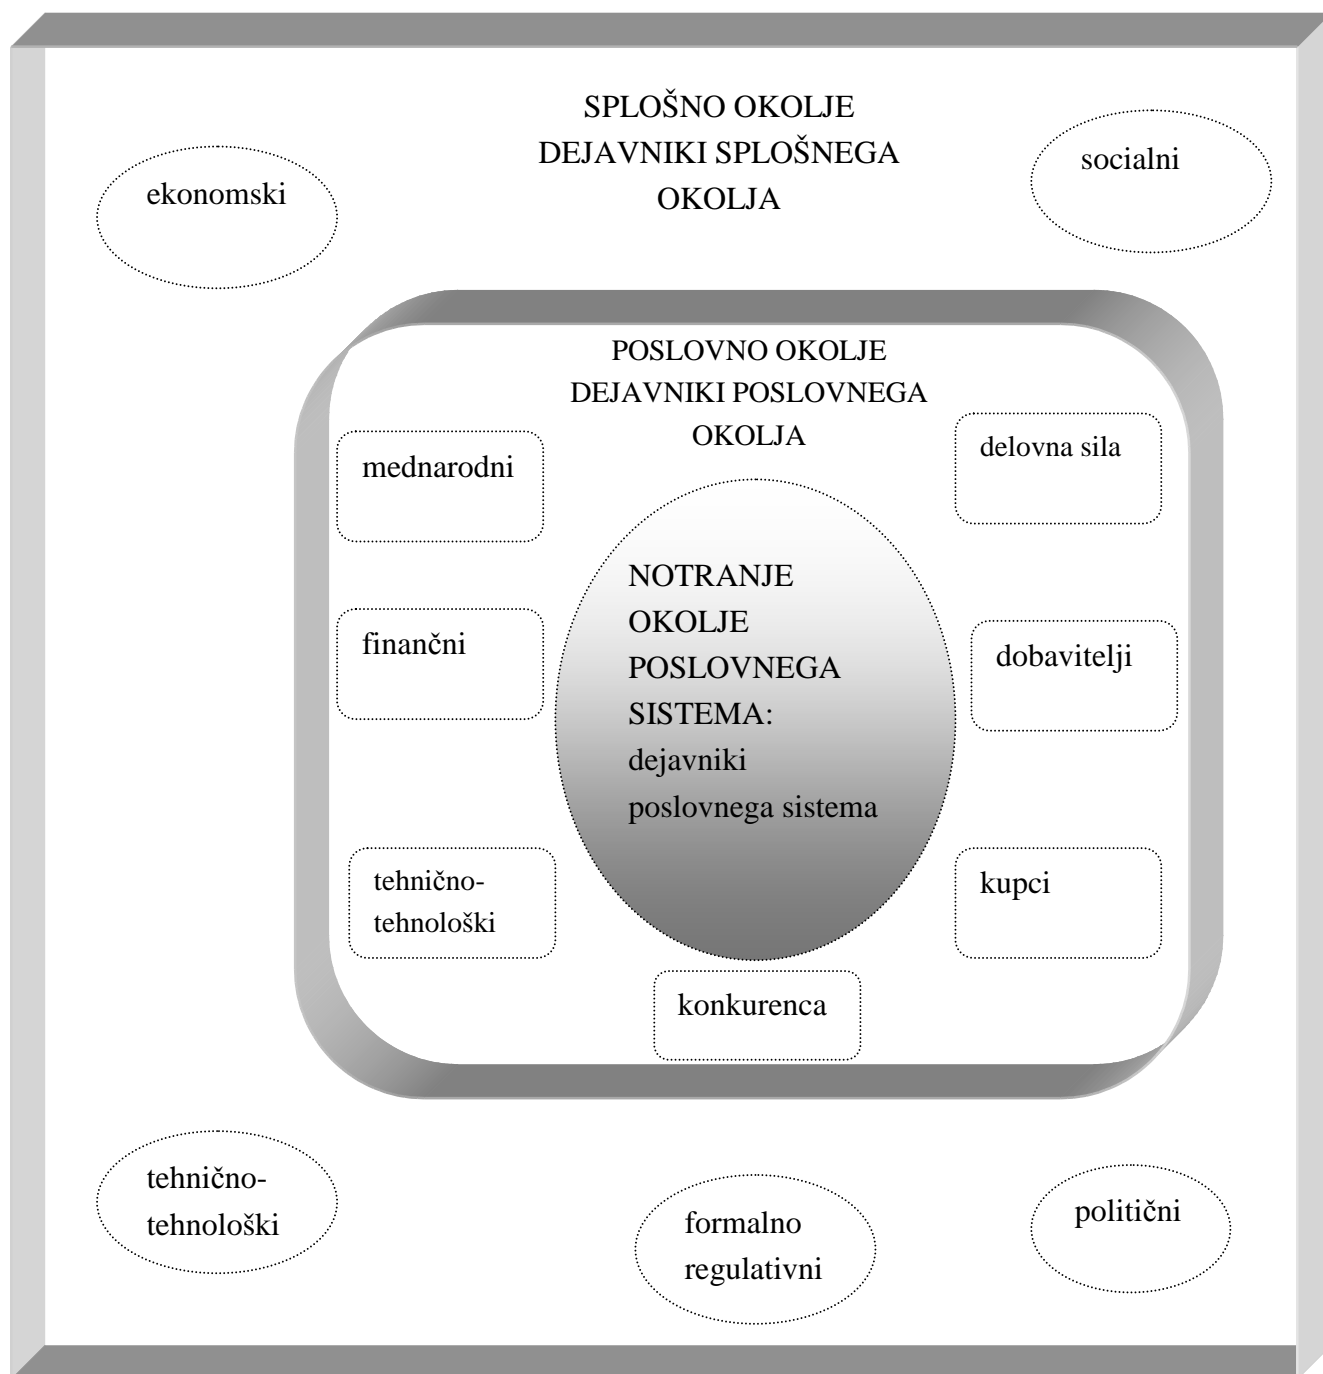 SPLOŠNO OKOLJE
DEJAVNIKI SPLOŠNEGA
OKOLJA
ekonomski
socialni
POSLOVNO OKOLJE
DEJAVNIKI POSLOVNEGA
OKOLJA
mednarodni
delovna sila
finančni
dobavitelji
NOTRANJE
OKOLJE
POSLOVNEGA
SISTEMA:
dejavniki
poslovnega sistema
tehnično-
tehnološki
kupci
konkurenca
tehnično-
tehnološki
formalno
regulativni
politični